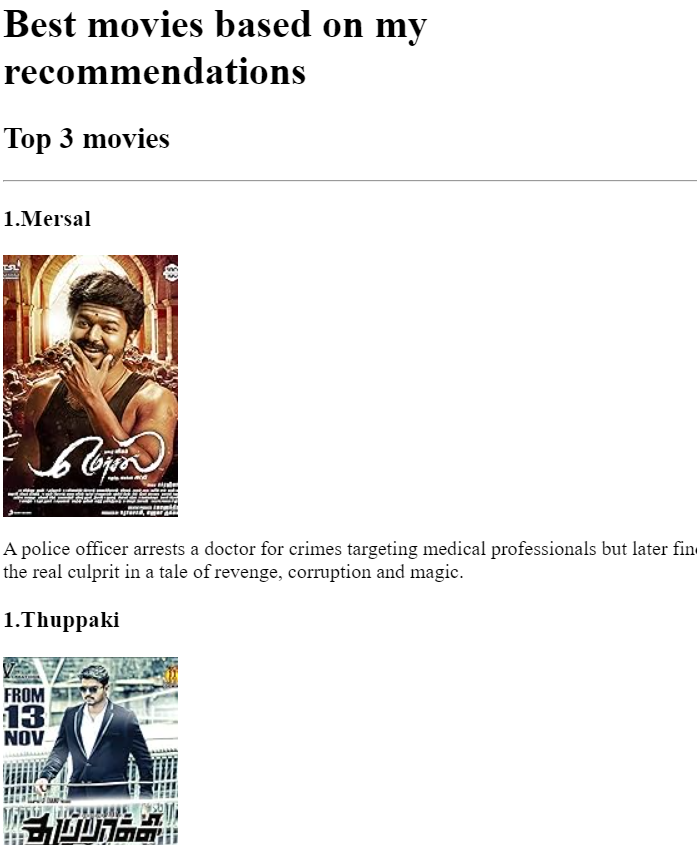 Best movies based on my
recommendations
Top 3 movies
1.Mersal
மெர்சல்
A police officer arrests a doctor for crimes targeting medical professionals but later fin
the real culprit in a tale of revenge, corruption and magic.
1.Thuppaki
FROM
13
NOV
துப்பாக்கி